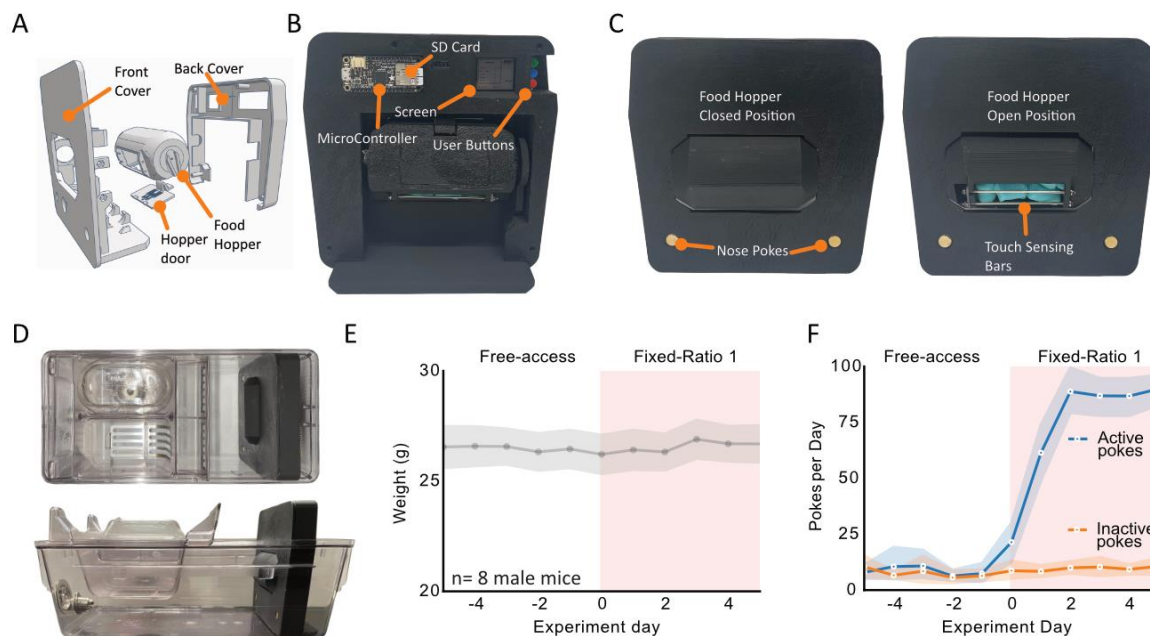 A
Front
Cover
Back Cover
Hopper
door
Food
Hopper
B
SD Card
Screen
MicroController
User Buttons
C
Food Hopper
Closed Position
Nose Pokes
Food Hopper
Open Position
Touch Sensing
Bars
D
E
Free-access
Fixed-Ratio 1
30
25
20
Weight (g)
n= 8 male mice
-4
-2
0
2
4
Experiment day
F
Free-access
Fixed-Ratio 1
100
75
50
25
0
Pokes per Day
Active
pokes
Inactive
pokes
-4
-2
0
2
4
Experiment Day